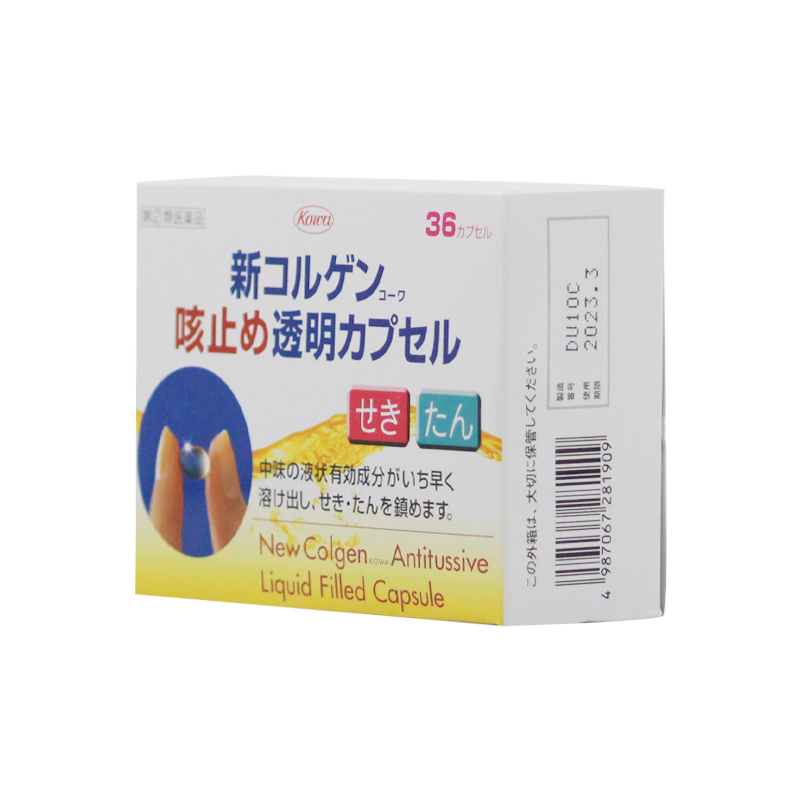 指②類医薬品
Kowa
36カプセル
新コルゲンコーワ
咳止め透明カプセル
せき たん
中味の液状有効成分がいち早く
溶け出し、せき・たんを鎮めます。
New Colgen KOWA Antitussive
Liquid Filled Capsule
この外箱は、大切に保管してください。
製造番号 DU10C
使用期限 2023.3
4 987067 281909